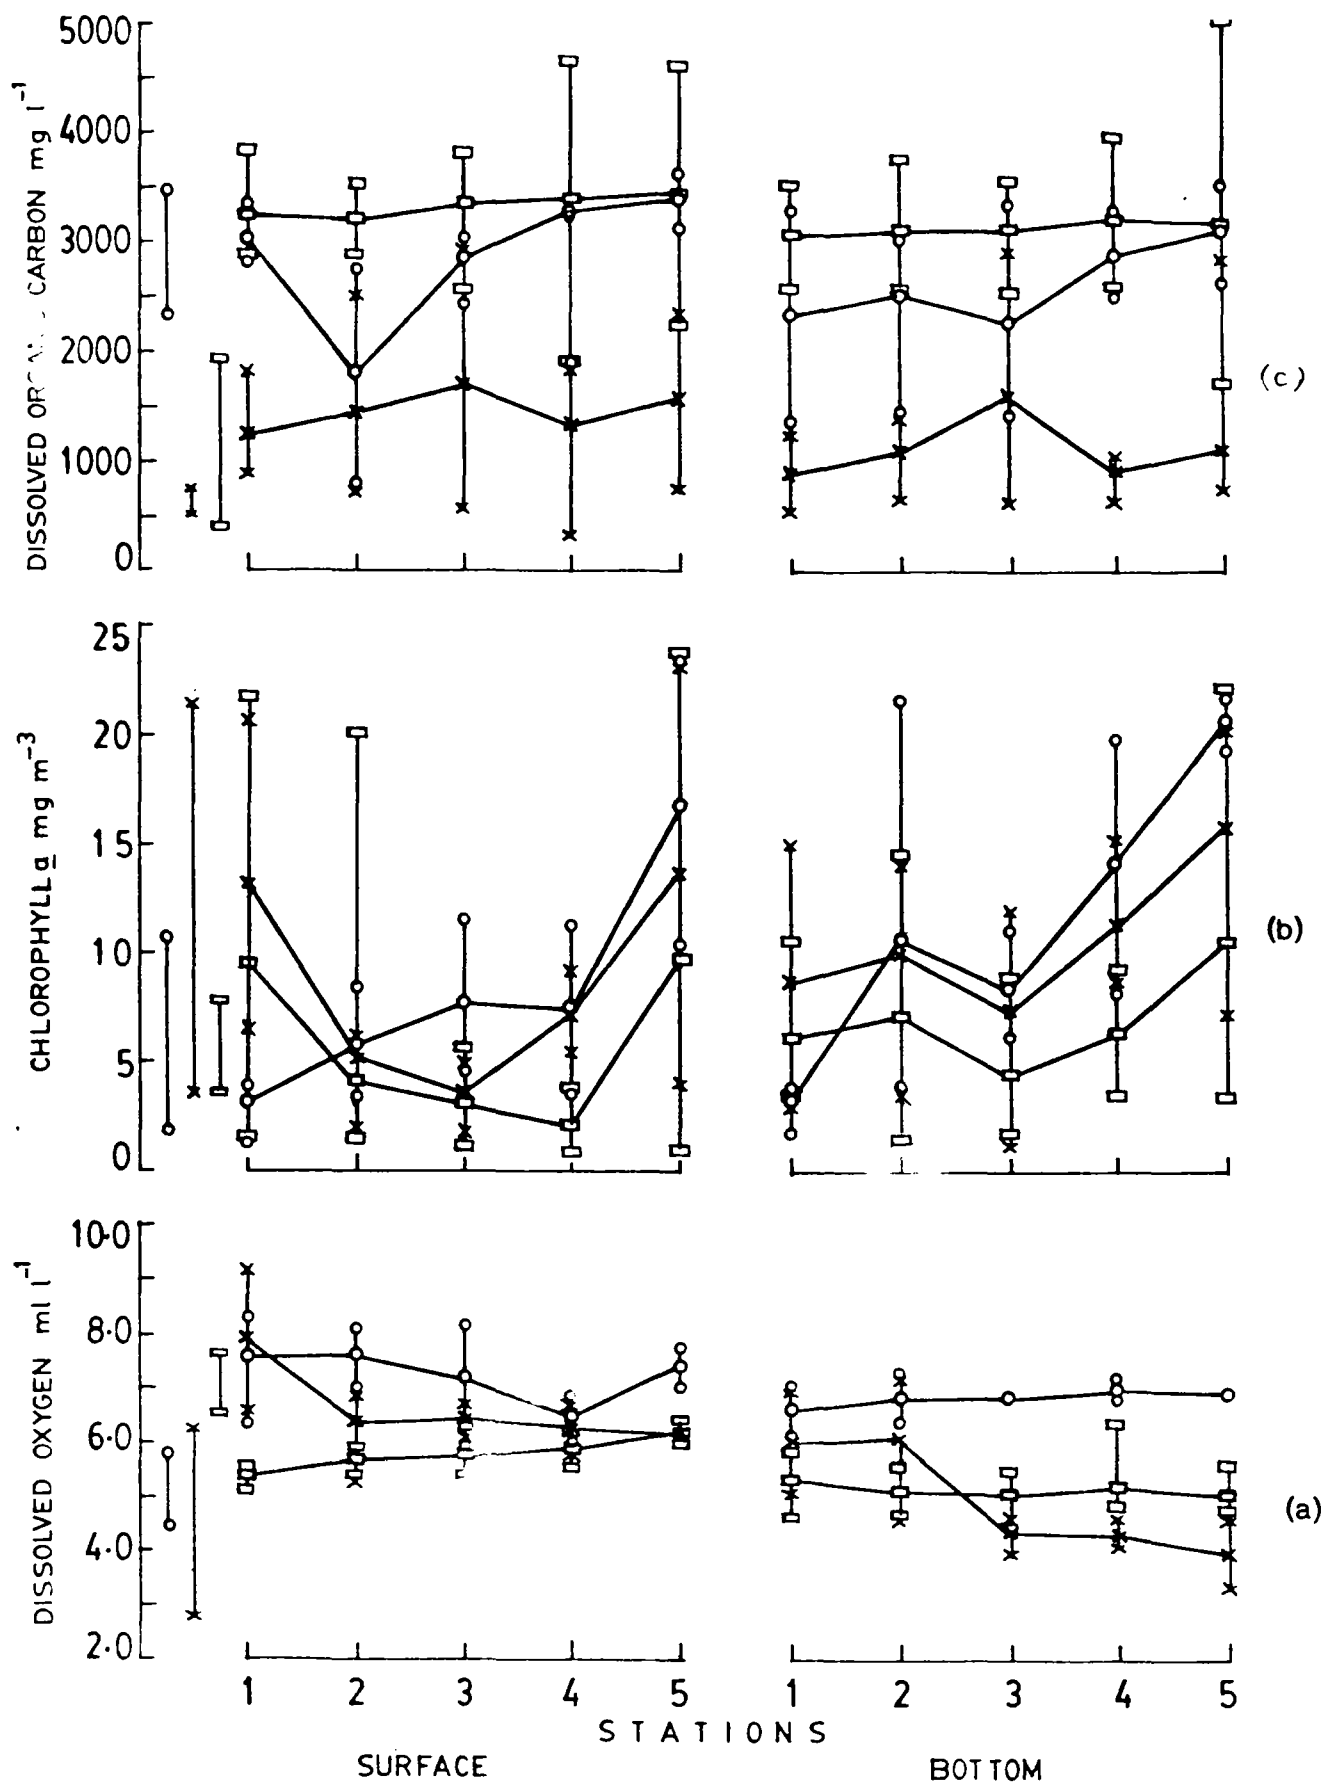 5000
4000
3000
2000
1000
0
DISSOLVED CARBON mg l⁻¹
(c)
25
20
15
10
5
0
CHLOROPHYLL a mg m⁻³
(b)
10·0
8·0
6·0
4·0
2·0
DISSOLVED OXYGEN ml l⁻¹
(a)
1 2 3 4 5 1 2 3 4 5
STATIONS
SURFACE BOTTOM